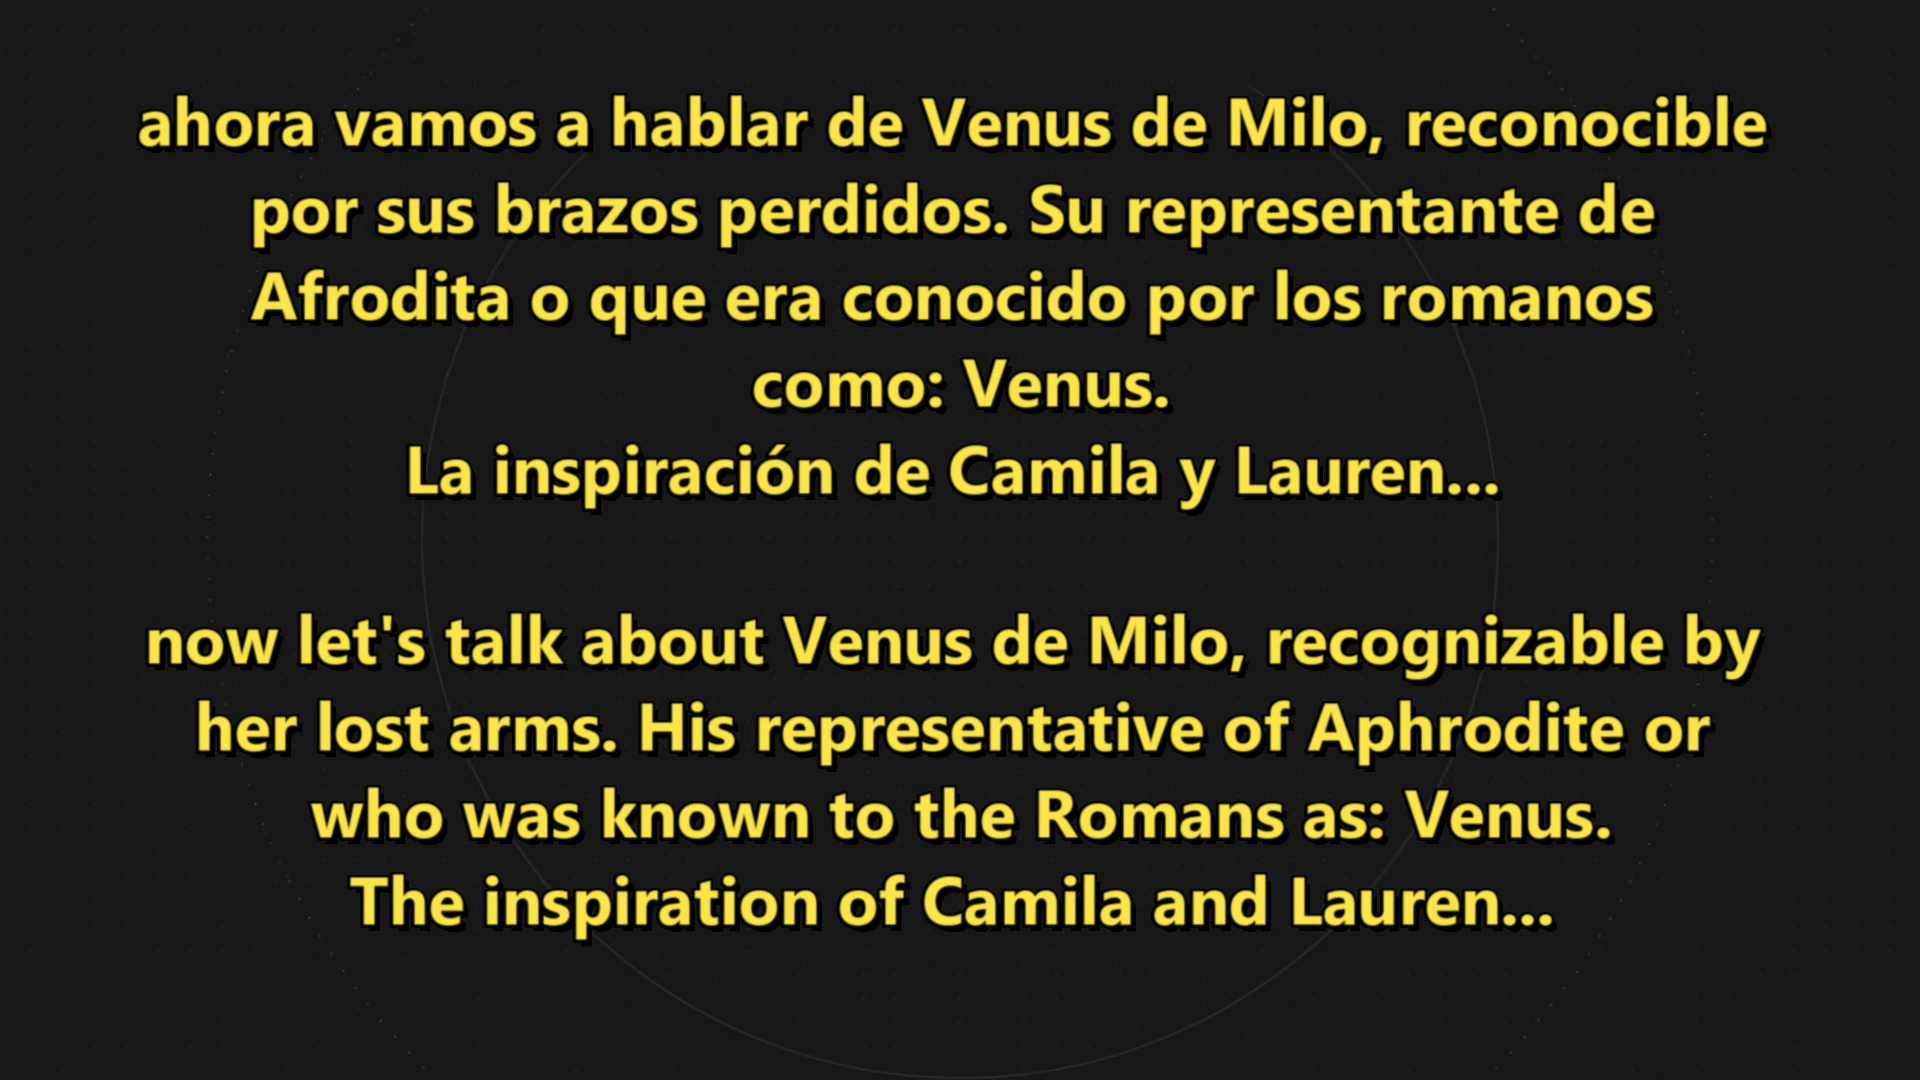 ahora vamos a hablar de Venus de Milo, reconocible
por sus brazos perdidos. Su representante de
Afrodita o que era conocido por los romanos
como: Venus.
La inspiración de Camila y Lauren...
now let's talk about Venus de Milo, recognizable by
her lost arms. His representative of Aphrodite or
who was known to the Romans as: Venus.
The inspiration of Camila and Lauren...